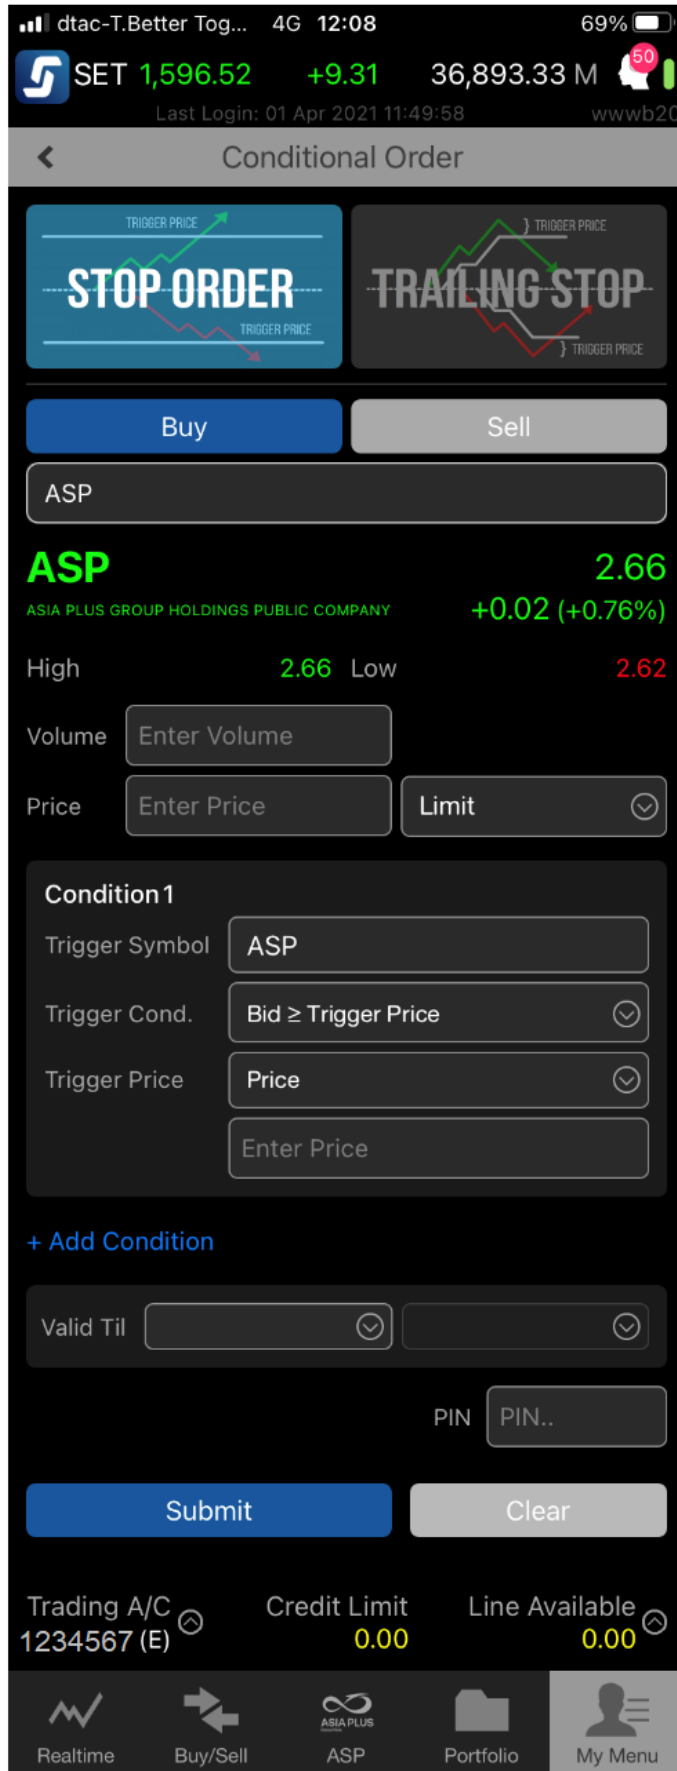 dtac-T.Better Tog... 4G 12:08 69%
SET 1,596.52 +9.31 36,893.33 M 50
Last Login: 01 Apr 2021 11:49:58 wwwb20
Conditional Order
TRIGGER PRICE
STOP ORDER
TRIGGER PRICE
TRIGGER PRICE
TRAILING STOP
TRIGGER PRICE
Buy Sell
ASP
ASP 2.66
ASIA PLUS GROUP HOLDINGS PUBLIC COMPANY +0.02 (+0.76%)
High 2.66 Low 2.62
Volume Enter Volume
Price Enter Price Limit
Condition1
Trigger Symbol ASP
Trigger Cond. Bid ≥ Trigger Price
Trigger Price Price
Enter Price
+ Add Condition
Valid Til
PIN PIN..
Submit Clear
Trading A/C Credit Limit Line Available
1234567 (E) 0.00 0.00
ASIA PLUS
Realtime Buy/Sell ASP Portfolio My Menu